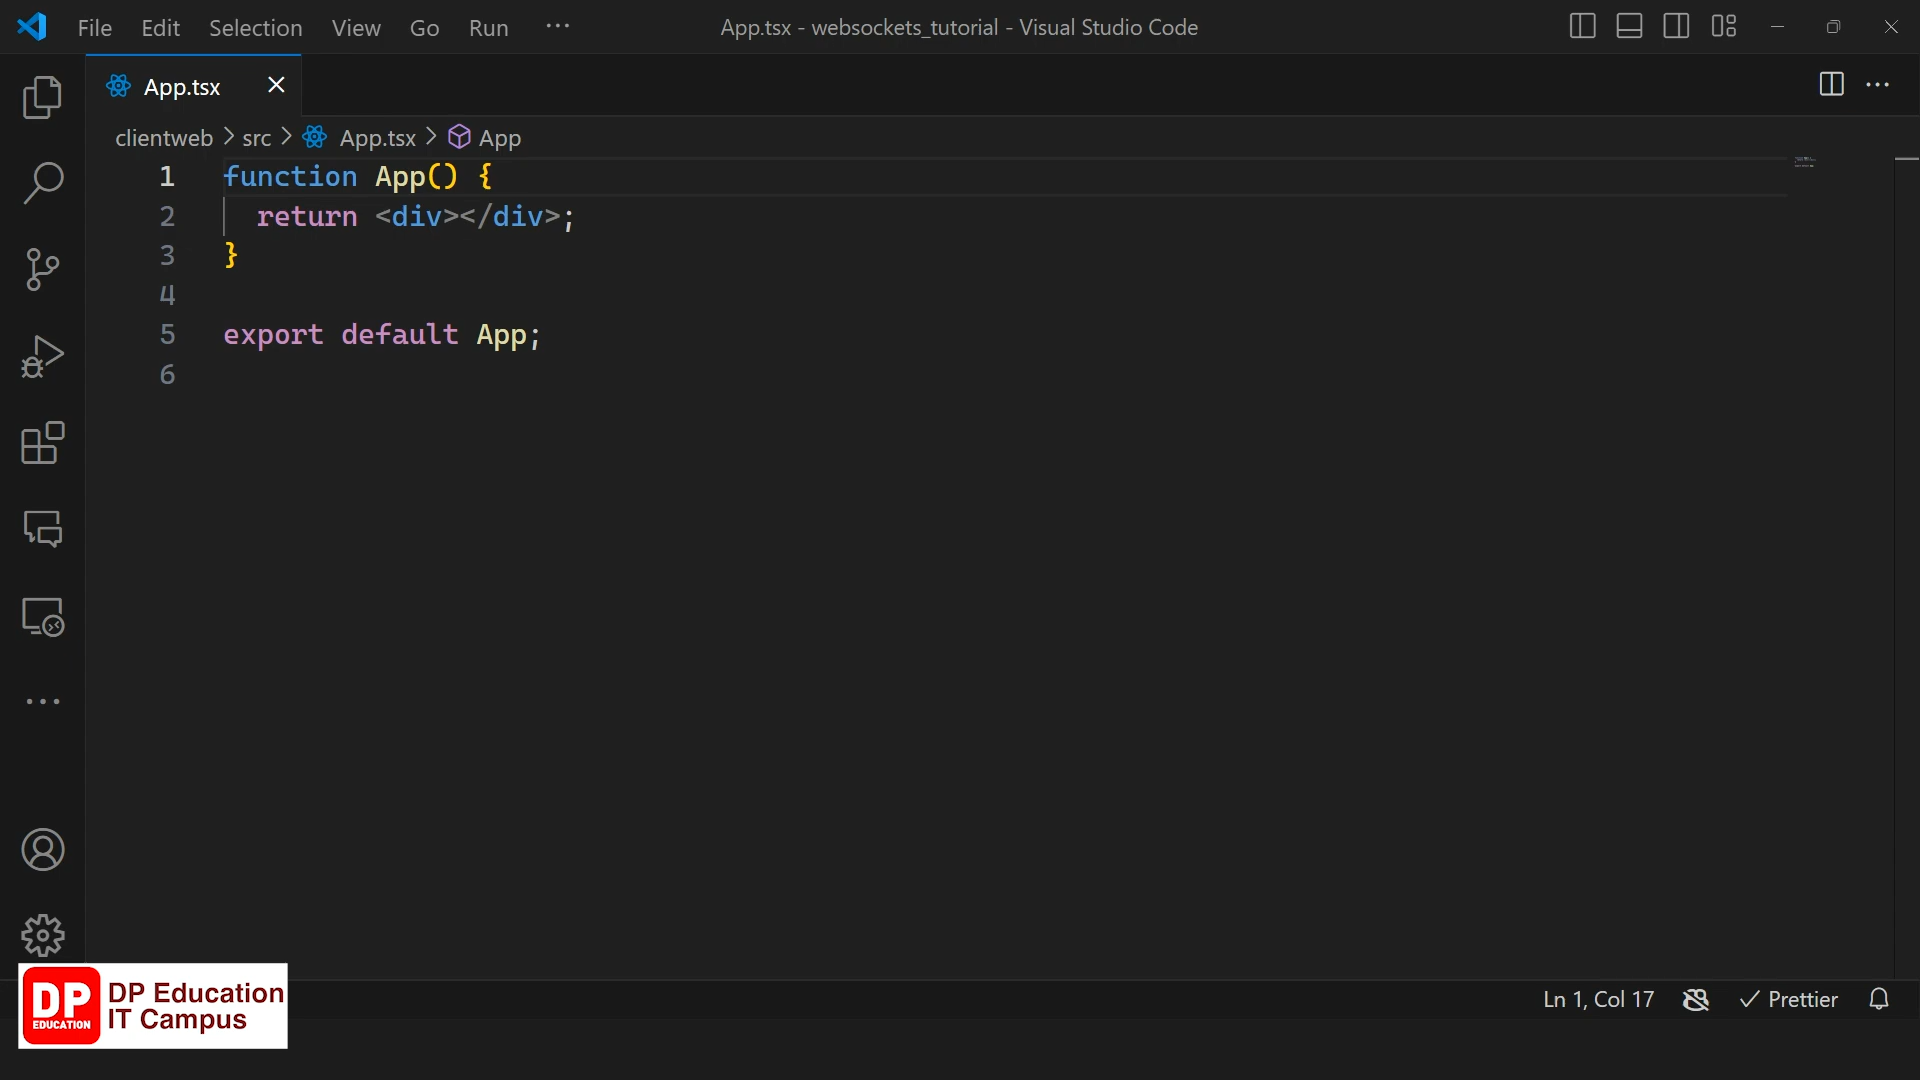 File Edit Selection View Go Run ···
App.tsx - websockets_tutorial - Visual Studio Code
App.tsx
clientweb > src > App.tsx > App
1 function App() {
2 return <div></div>;
3 }
4
5 export default App;
6
DP EDUCATION
DP Education
IT Campus
Ln 1, Col 17
Prettier